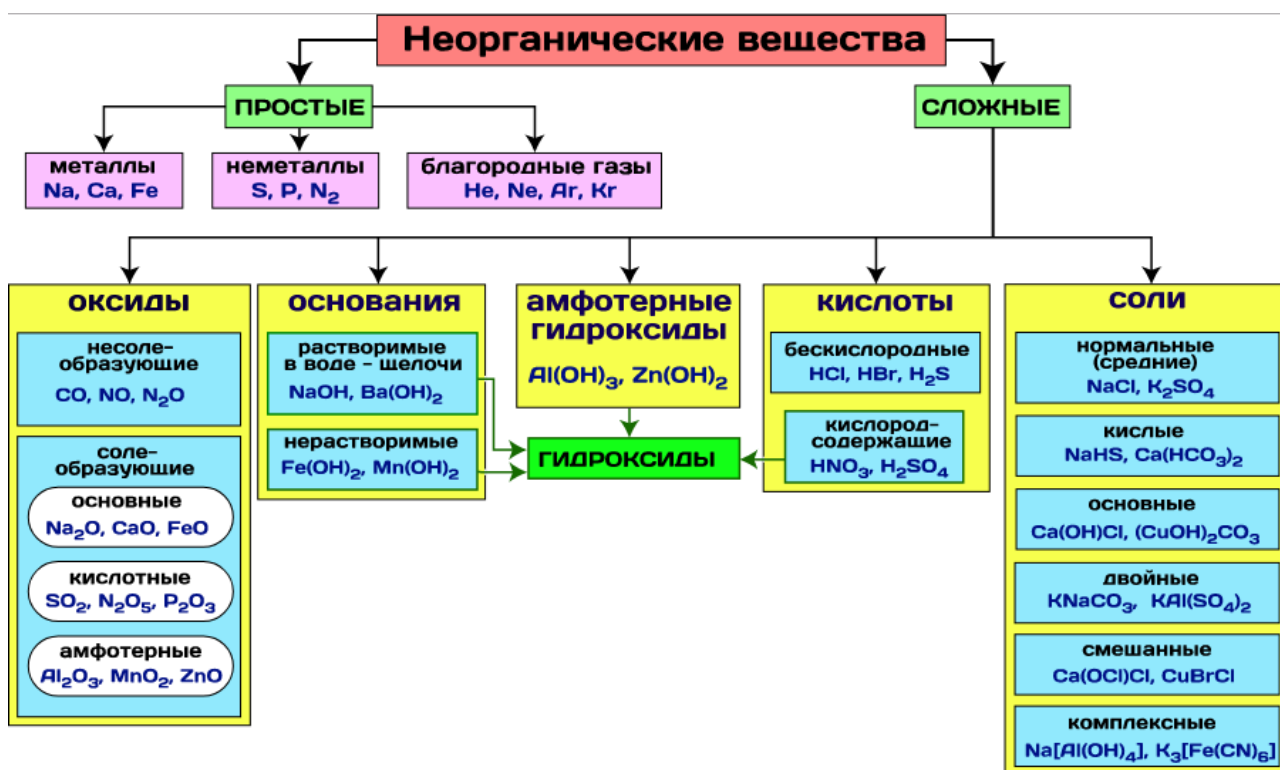 Неорганические вещества
ПРОСТЫЕ
СЛОЖНЫЕ
металлы
Na, Ca, Fe
неметаллы
S, P, N₂
благородные газы
He, Ne, Ar, Kr
оксиды
несоле-
образующие
CO, NO, N₂O
соле-
образующие
основные
Na₂O, CaO, FeO
кислотные
SO₂, N₂O₅, P₂O₃
амфотерные
Al₂O₃, MnO₂, ZnO
основания
растворимые
в воде - щелочи
NaOH, Ba(OH)₂
нерастворимые
Fe(OH)₂, Mn(OH)₂
амфотерные
гидроксиды
Al(OH)₃, Zn(OH)₂
ГИДРОКСИДЫ
кислоты
бескислородные
HCl, HBr, H₂S
кислород-
содержащие
HNO₃, H₂SO₄
соли
нормальные
(средние)
NaCl, K₂SO₄
кислые
NaHS, Ca(HCO₃)₂
основные
Ca(OH)Cl, (CuOH)₂CO₃
двойные
KNaCO₃, KAl(SO₄)₂
смешанные
Ca(OCl)Cl, CuBrCl
комплексные
Na[Al(OH)₄], K₃[Fe(CN)₆]